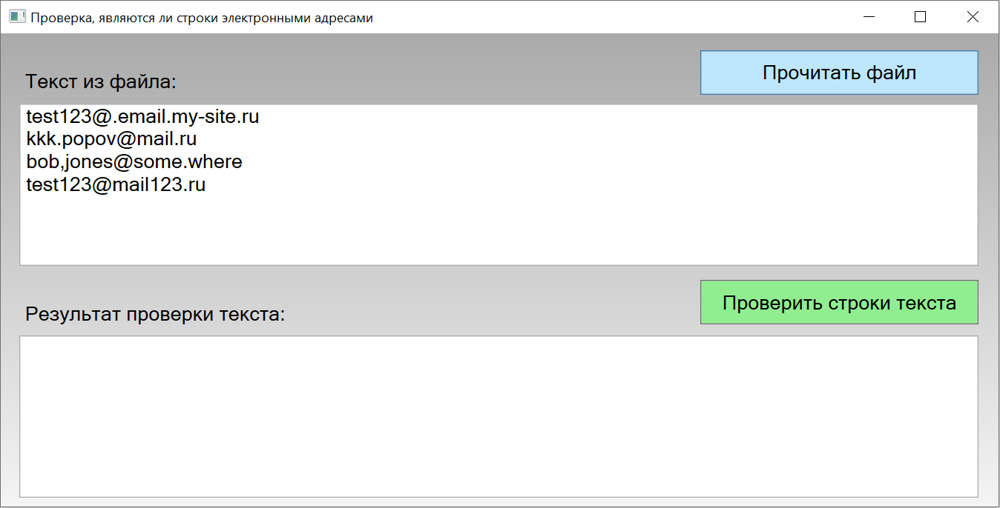 Проверка, являются ли строки электронными адресами
Текст из файла:
Прочитать файл
test123@.email.my-site.ru
kkk.popov@mail.ru
bob,jones@some.where
test123@mail123.ru
Результат проверки текста:
Проверить строки текста